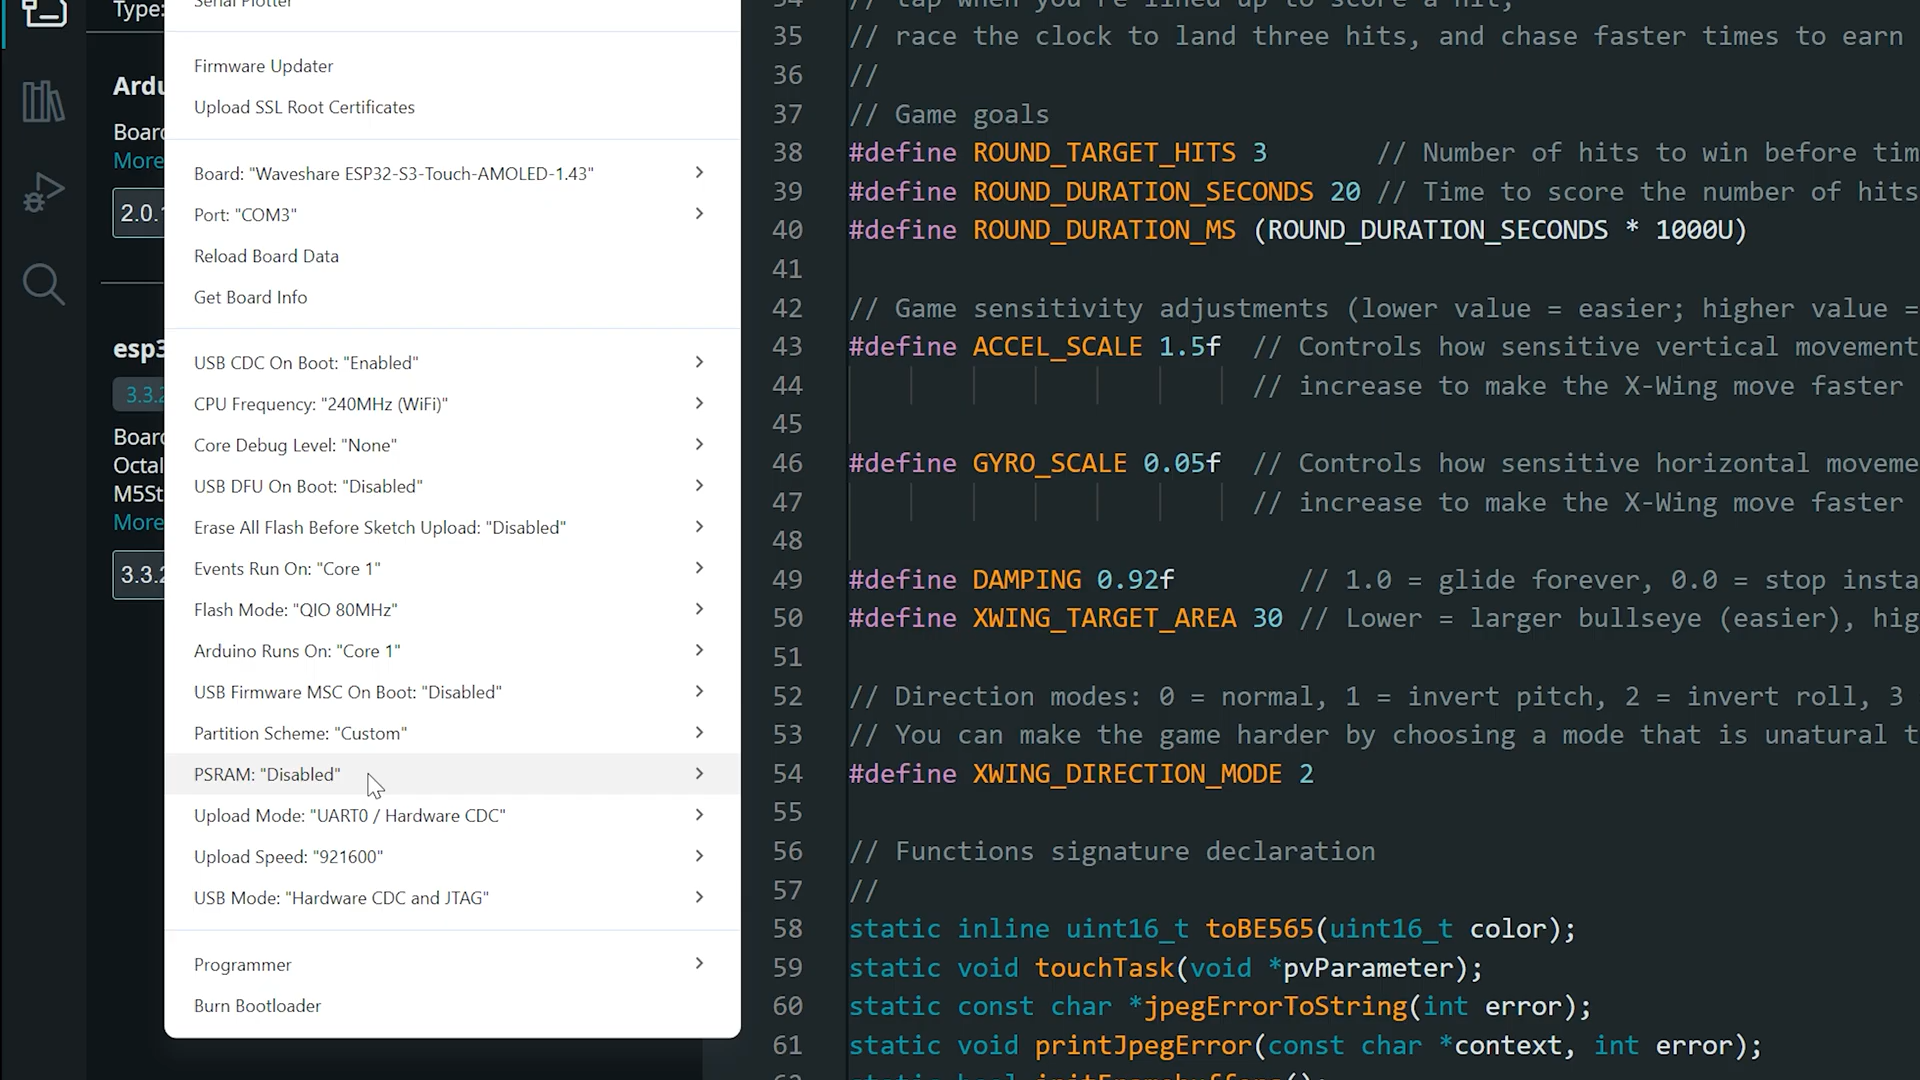 Type:
Ardu
Board
More
2.0.
esp3
3.3.2
Board
Octal
M5St
More
3.3.2
Serial Plotter
Firmware Updater
Upload SSL Root Certificates
Board: "Waveshare ESP32-S3-Touch-AMOLED-1.43"
Port: "COM3"
Reload Board Data
Get Board Info
USB CDC On Boot: "Enabled"
CPU Frequency: "240MHz (WiFi)"
Core Debug Level: "None"
USB DFU On Boot: "Disabled"
Erase All Flash Before Sketch Upload: "Disabled"
Events Run On: "Core 1"
Flash Mode: "QIO 80MHz"
Arduino Runs On: "Core 1"
USB Firmware MSC On Boot: "Disabled"
Partition Scheme: "Custom"
PSRAM: "Disabled"
Upload Mode: "UART0 / Hardware CDC"
Upload Speed: "921600"
USB Mode: "Hardware CDC and JTAG"
Programmer
Burn Bootloader
34 // tap when you're lined up to score a hit,
35 // race the clock to land three hits, and chase faster times to earn
36 //
37 // Game goals
38 #define ROUND_TARGET_HITS 3 // Number of hits to win before tim
39 #define ROUND_DURATION_SECONDS 20 // Time to score the number of hits
40 #define ROUND_DURATION_MS (ROUND_DURATION_SECONDS * 1000U)
41
42 // Game sensitivity adjustments (lower value = easier; higher value =
43 #define ACCEL_SCALE 1.5f // Controls how sensitive vertical movement
44 // increase to make the X-Wing move faster
45
46 #define GYRO_SCALE 0.05f // Controls how sensitive horizontal moveme
47 // increase to make the X-Wing move faster
48
49 #define DAMPING 0.92f // 1.0 = glide forever, 0.0 = stop insta
50 #define XWING_TARGET_AREA 30 // Lower = larger bullseye (easier), hig
51
52 // Direction modes: 0 = normal, 1 = invert pitch, 2 = invert roll, 3
53 // You can make the game harder by choosing a mode that is unatural t
54 #define XWING_DIRECTION_MODE 2
55
56 // Functions signature declaration
57 //
58 static inline uint16_t toBE565(uint16_t color);
59 static void touchTask(void *pvParameter);
60 static const char *jpegErrorToString(int error);
61 static void printJpegError(const char *context, int error);